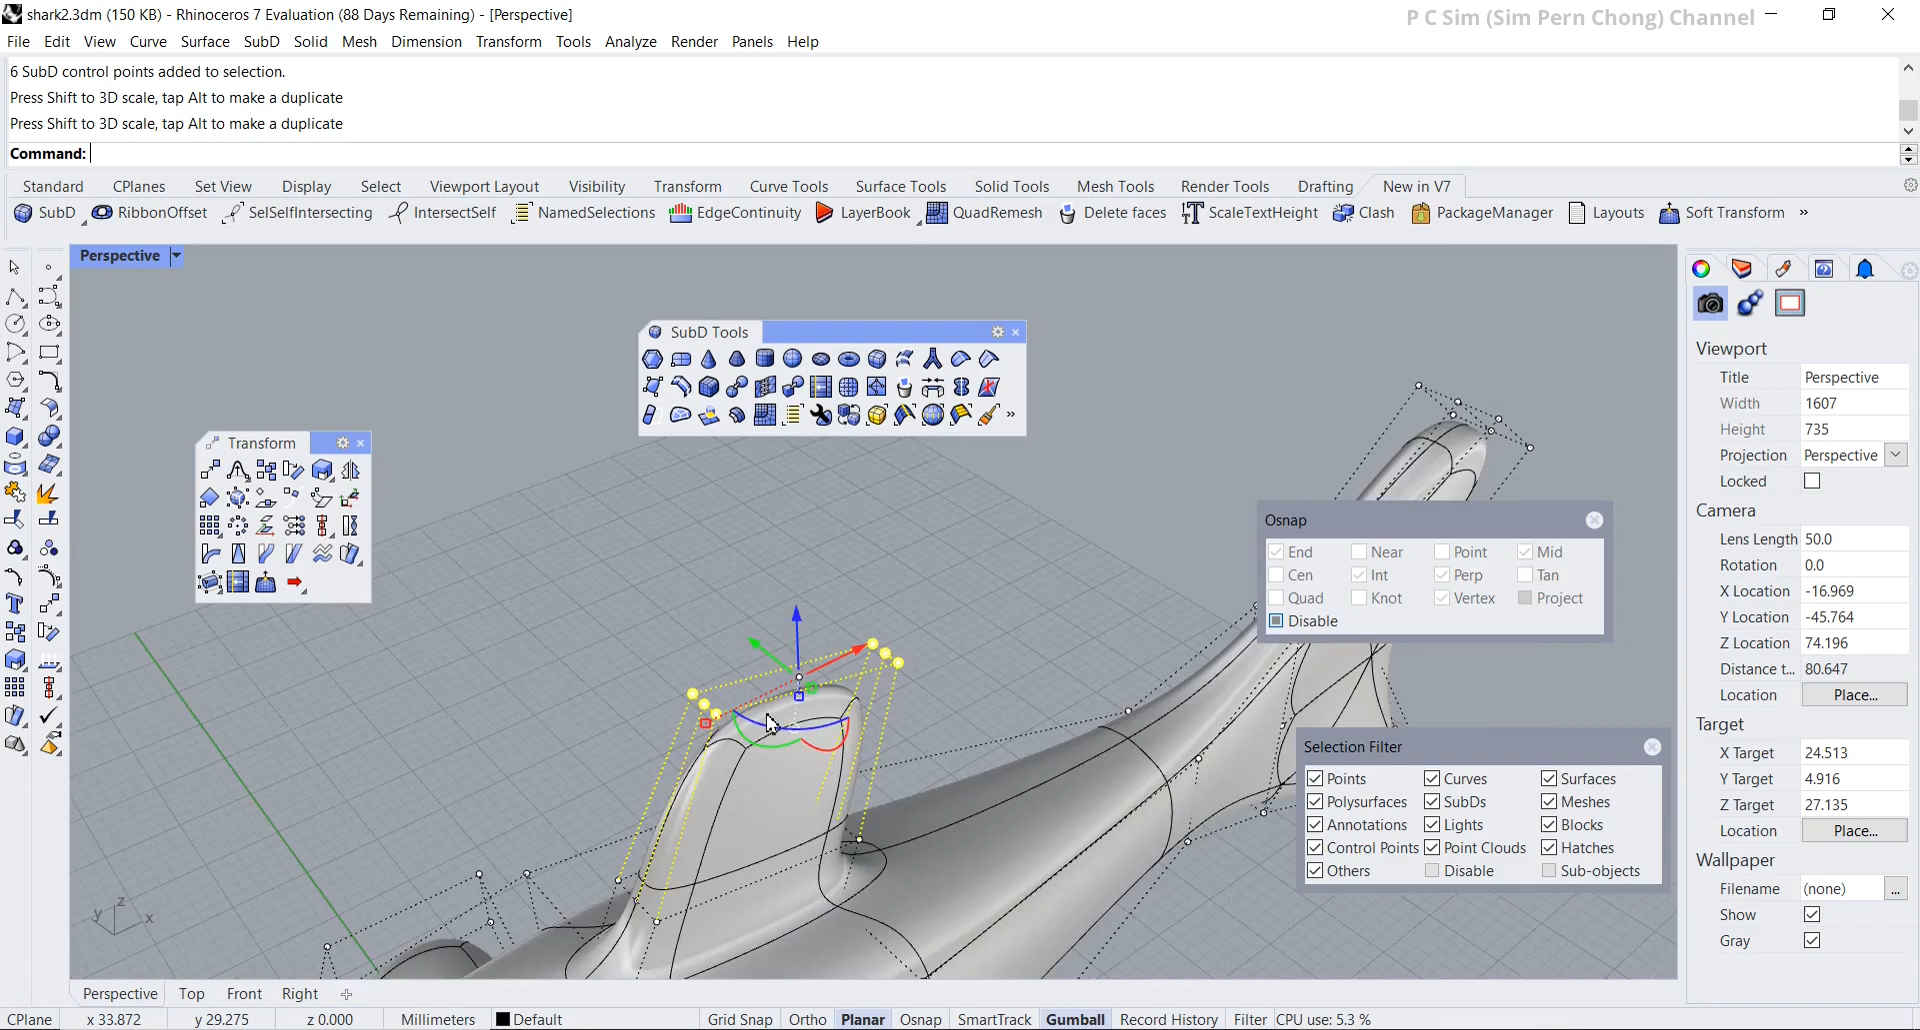 shark2.3dm (150 KB) - Rhinoceros 7 Evaluation (88 Days Remaining) - [Perspective]
P C Sim (Sim Pern Chong) Channel
File Edit View Curve Surface SubD Solid Mesh Dimension Transform Tools Analyze Render Panels Help
6 SubD control points added to selection.
Press Shift to 3D scale, tap Alt to make a duplicate
Press Shift to 3D scale, tap Alt to make a duplicate
Command:
Standard CPlanes Set View Display Select Viewport Layout Visibility Transform Curve Tools Surface Tools Solid Tools Mesh Tools Render Tools Drafting New in V7
SubD RibbonOffset SelSelfIntersecting IntersectSelf NamedSelections EdgeContinuity LayerBook QuadRemesh Delete faces ScaleTextHeight Clash PackageManager Layouts Soft Transform »
Perspective
SubD Tools
»
Transform
Osnap
End Near Point Mid
Cen Int Perp Tan
Quad Knot Vertex Project
Disable
Selection Filter
Points Curves Surfaces
Polysurfaces SubDs Meshes
Annotations Lights Blocks
Control Points Point Clouds Hatches
Others Disable Sub-objects
z
y x
Viewport
Title Perspective
Width 1607
Height 735
Projection Perspective
Locked
Camera
Lens Length 50.0
Rotation 0.0
X Location -16.969
Y Location -45.764
Z Location 74.196
Distance t... 80.647
Location Place...
Target
X Target 24.513
Y Target 4.916
Z Target 27.135
Location Place...
Wallpaper
Filename (none) ...
Show
Gray
Perspective Top Front Right
CPlane x 33.872 y 29.275 z 0.000 Millimeters Default Grid Snap Ortho Planar Osnap SmartTrack Gumball Record History Filter CPU use: 5.3 %